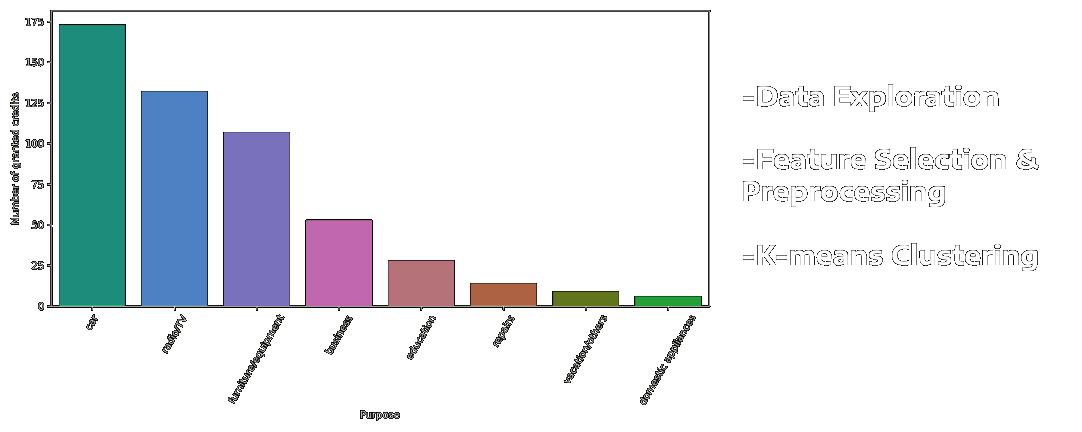 175
150
125
100
75
50
25
0
Number of granted credits
car
radio/TV
furniture/equipment
business
education
repairs
vacation/others
domestic appliances
Purpose
-Data Exploration
-Feature Selection &
Preprocessing
-K-means Clustering